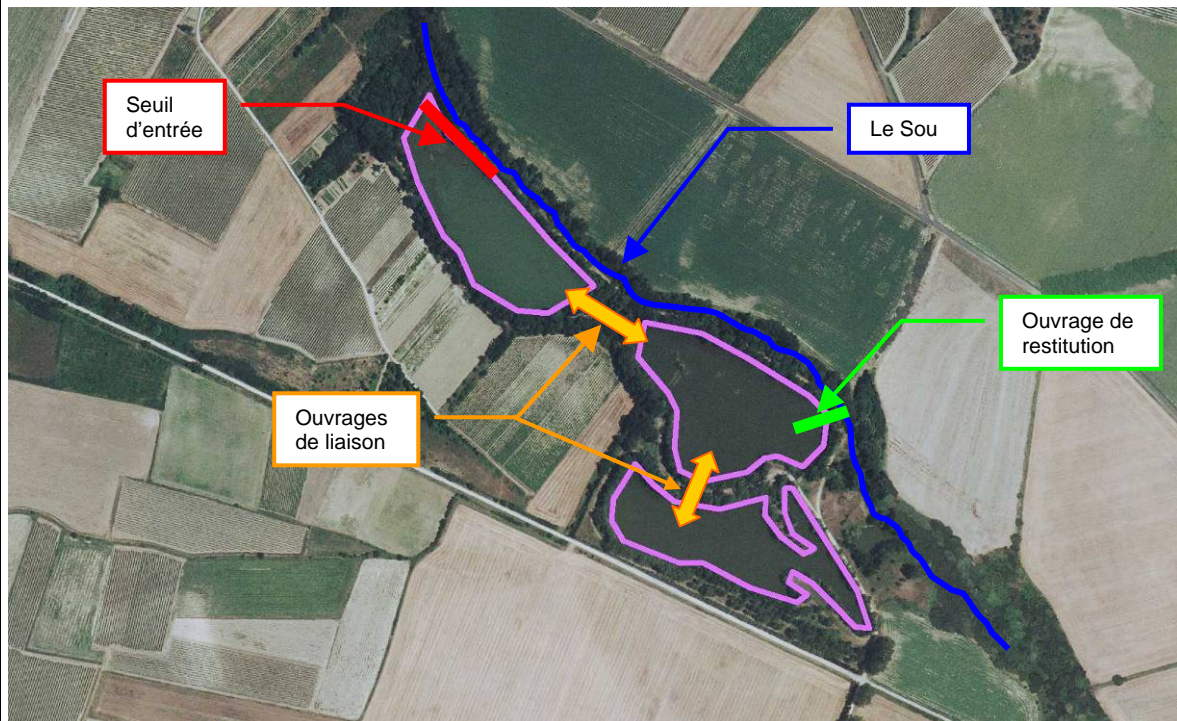 Seuil
d'entrée
Le Sou
Ouvrage de
restitution
Ouvrages
de liaison